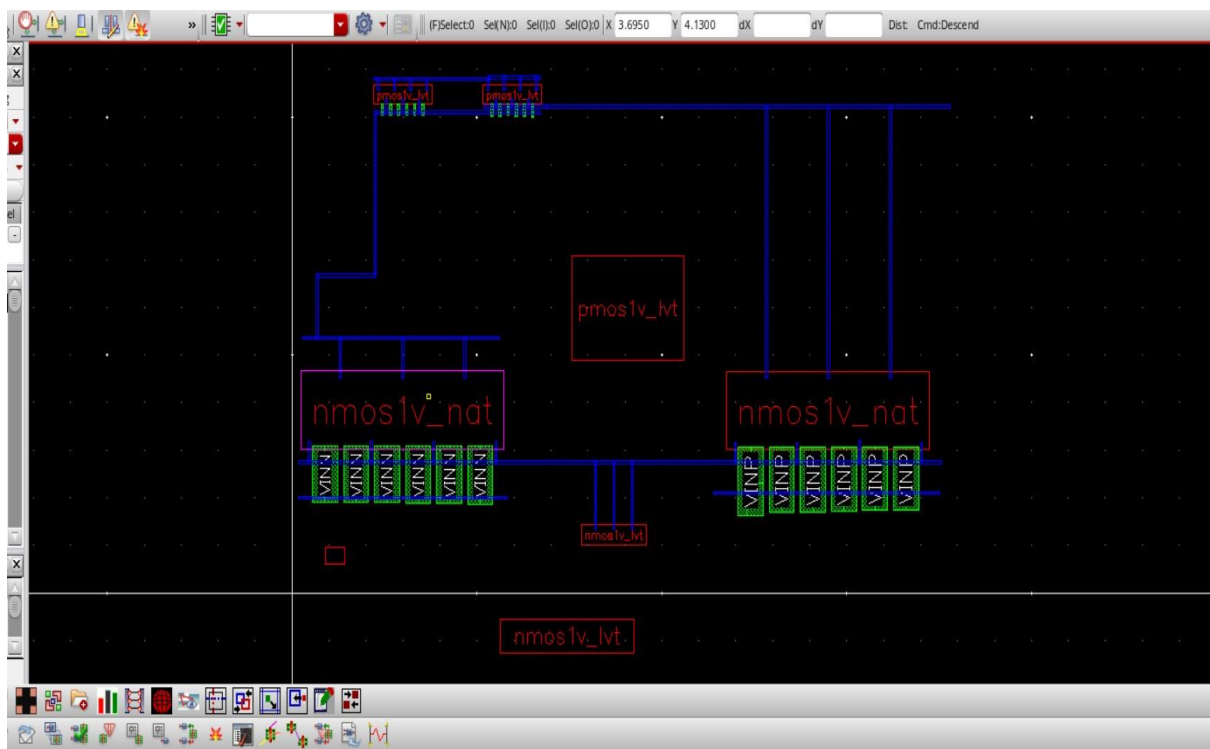 » (F)Select:0 Sel(N):0 Sel(I):0 Sel(O):0 X 3.6950 Y 4.1300 dX dY Dist: Cmd:Descend
pmos1v_lvt pmos1v_lvt
el
pmos1v_lvt
nmos1v_nat nmos1v_nat
VINN VINN VINN VINN VINN VINN VINP VINP VINP VINP VINP VINP
nmos1v_lvt
nmos1v_lvt